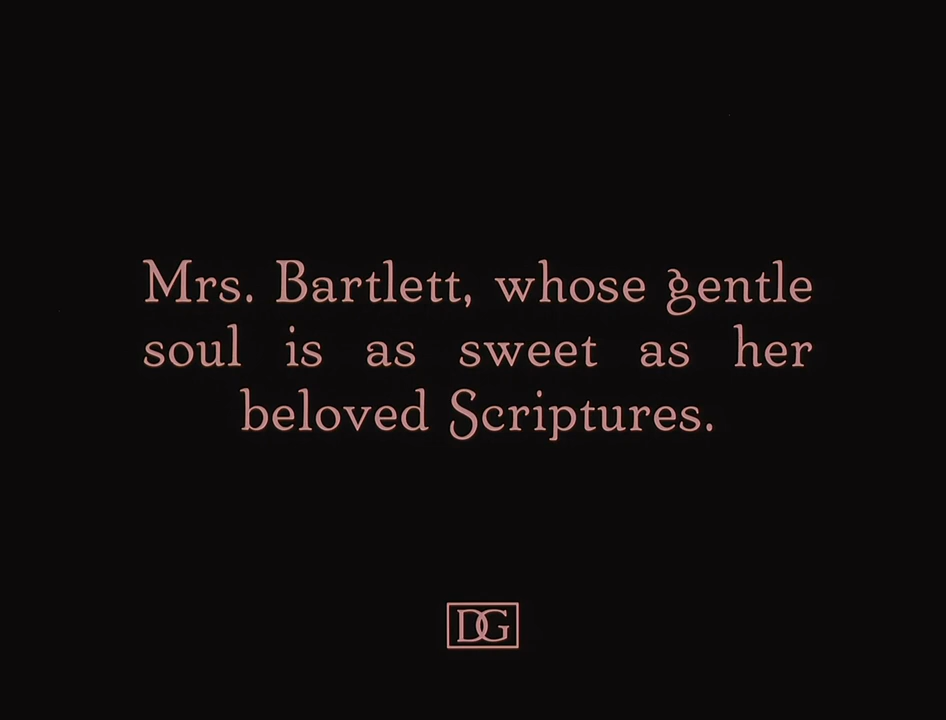 Mrs. Bartlett, whose gentle
soul is as sweet as her
beloved Scriptures.
DG